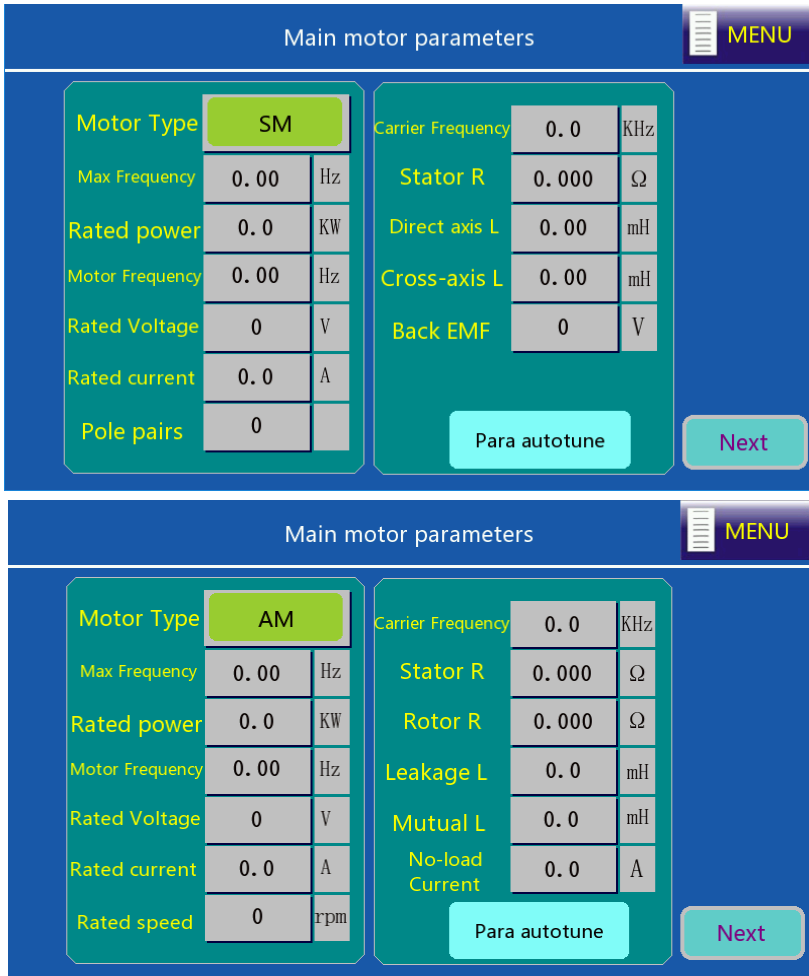 Main motor parameters
MENU
Motor Type SM
Max Frequency 0.00 Hz
Rated power 0.0 KW
Motor Frequency 0.00 Hz
Rated Voltage 0 V
Rated current 0.0 A
Pole pairs 0
Carrier Frequency 0.0 KHz
Stator R 0.000 Ω
Direct axis L 0.00 mH
Cross-axis L 0.00 mH
Back EMF 0 V
Para autotune
Next
Main motor parameters
MENU
Motor Type AM
Max Frequency 0.00 Hz
Rated power 0.0 KW
Motor Frequency 0.00 Hz
Rated Voltage 0 V
Rated current 0.0 A
Rated speed 0 rpm
Carrier Frequency 0.0 KHz
Stator R 0.000 Ω
Rotor R 0.000 Ω
Leakage L 0.0 mH
Mutual L 0.0 mH
No-load
Current 0.0 A
Para autotune
Next